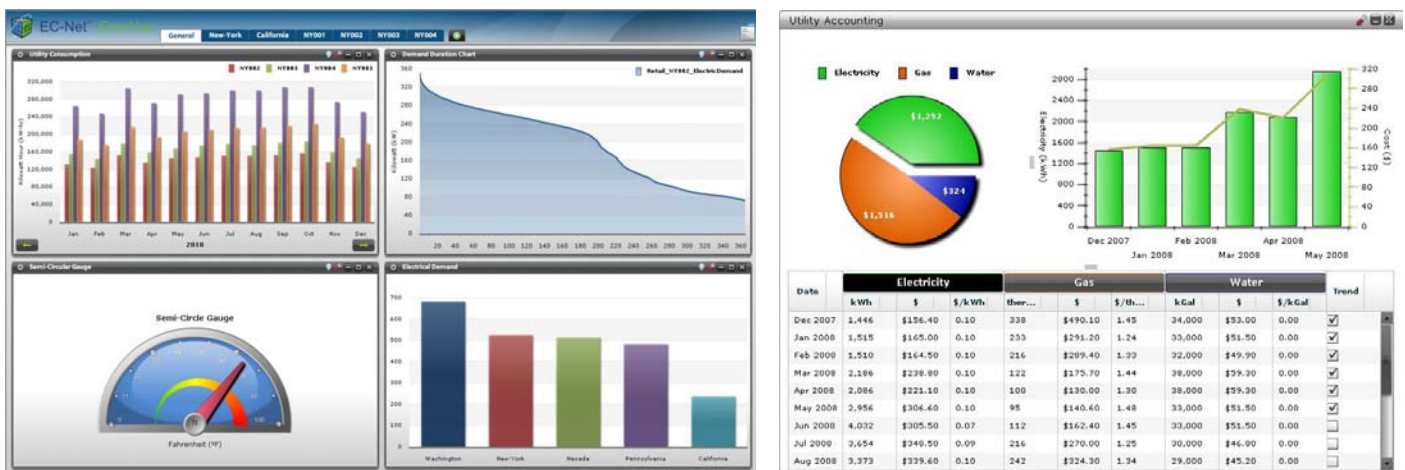 EC-Net™
General New-York California NY001 NY002 NY003 NY004
Utility Consumption
NY002 NY003 NY004 NY001
Kilowatt Hour (kW-hr)
320,000
280,000
240,000
200,000
160,000
120,000
80,000
40,000
0
Jan Feb Mar Apr May Jun Jul Aug Sep Oct Nov Dec
2010
Demand Duration Chart
Retail_NY002_ElectricDemand
Kilowatt (kW)
360
320
280
240
200
160
120
80
40
0
20 40 60 80 100 120 140 160 180 200 220 240 260 280 300 320 340 360
Semi-Circular Gauge
Semi-Circle Gauge
0
100
Fahrenheit (°F)
Electrical Demand
700
600
500
400
300
200
100
0
Washington New-York Nevada Pennsylvania California
Utility Accounting
Electricity Gas Water
$1,252
$324
$1,516
Electricity (kWh)
2800
2400
2000
1600
1200
800
400
0
320
280
240
200
160
120
80
40
0
Cost ($)
Dec 2007 Feb 2008 Apr 2008
Jan 2008 Mar 2008 May 2008
Date Electricity Gas Water Trend
kWh $ $/kWh ther... $ $/th... kGal $ $/kGal
Dec 2007 1,446 $156.40 0.10 338 $490.10 1.45 34,000 $53.00 0.00
Jan 2008 1,515 $165.00 0.10 233 $291.20 1.24 33,000 $51.50 0.00
Feb 2008 1,510 $164.50 0.10 216 $289.40 1.33 32,000 $49.90 0.00
Mar 2008 2,186 $238.80 0.10 122 $175.70 1.44 38,000 $59.30 0.00
Apr 2008 2,086 $221.10 0.10 100 $130.00 1.30 38,000 $59.30 0.00
May 2008 2,956 $306.60 0.10 95 $140.60 1.48 33,000 $51.50 0.00
Jun 2008 4,032 $305.50 0.07 112 $162.40 1.45 33,000 $51.50 0.00
Jul 2008 3,654 $340.50 0.09 216 $270.00 1.25 30,000 $46.80 0.00
Aug 2008 3,373 $339.60 0.10 242 $324.30 1.34 29,000 $45.20 0.00